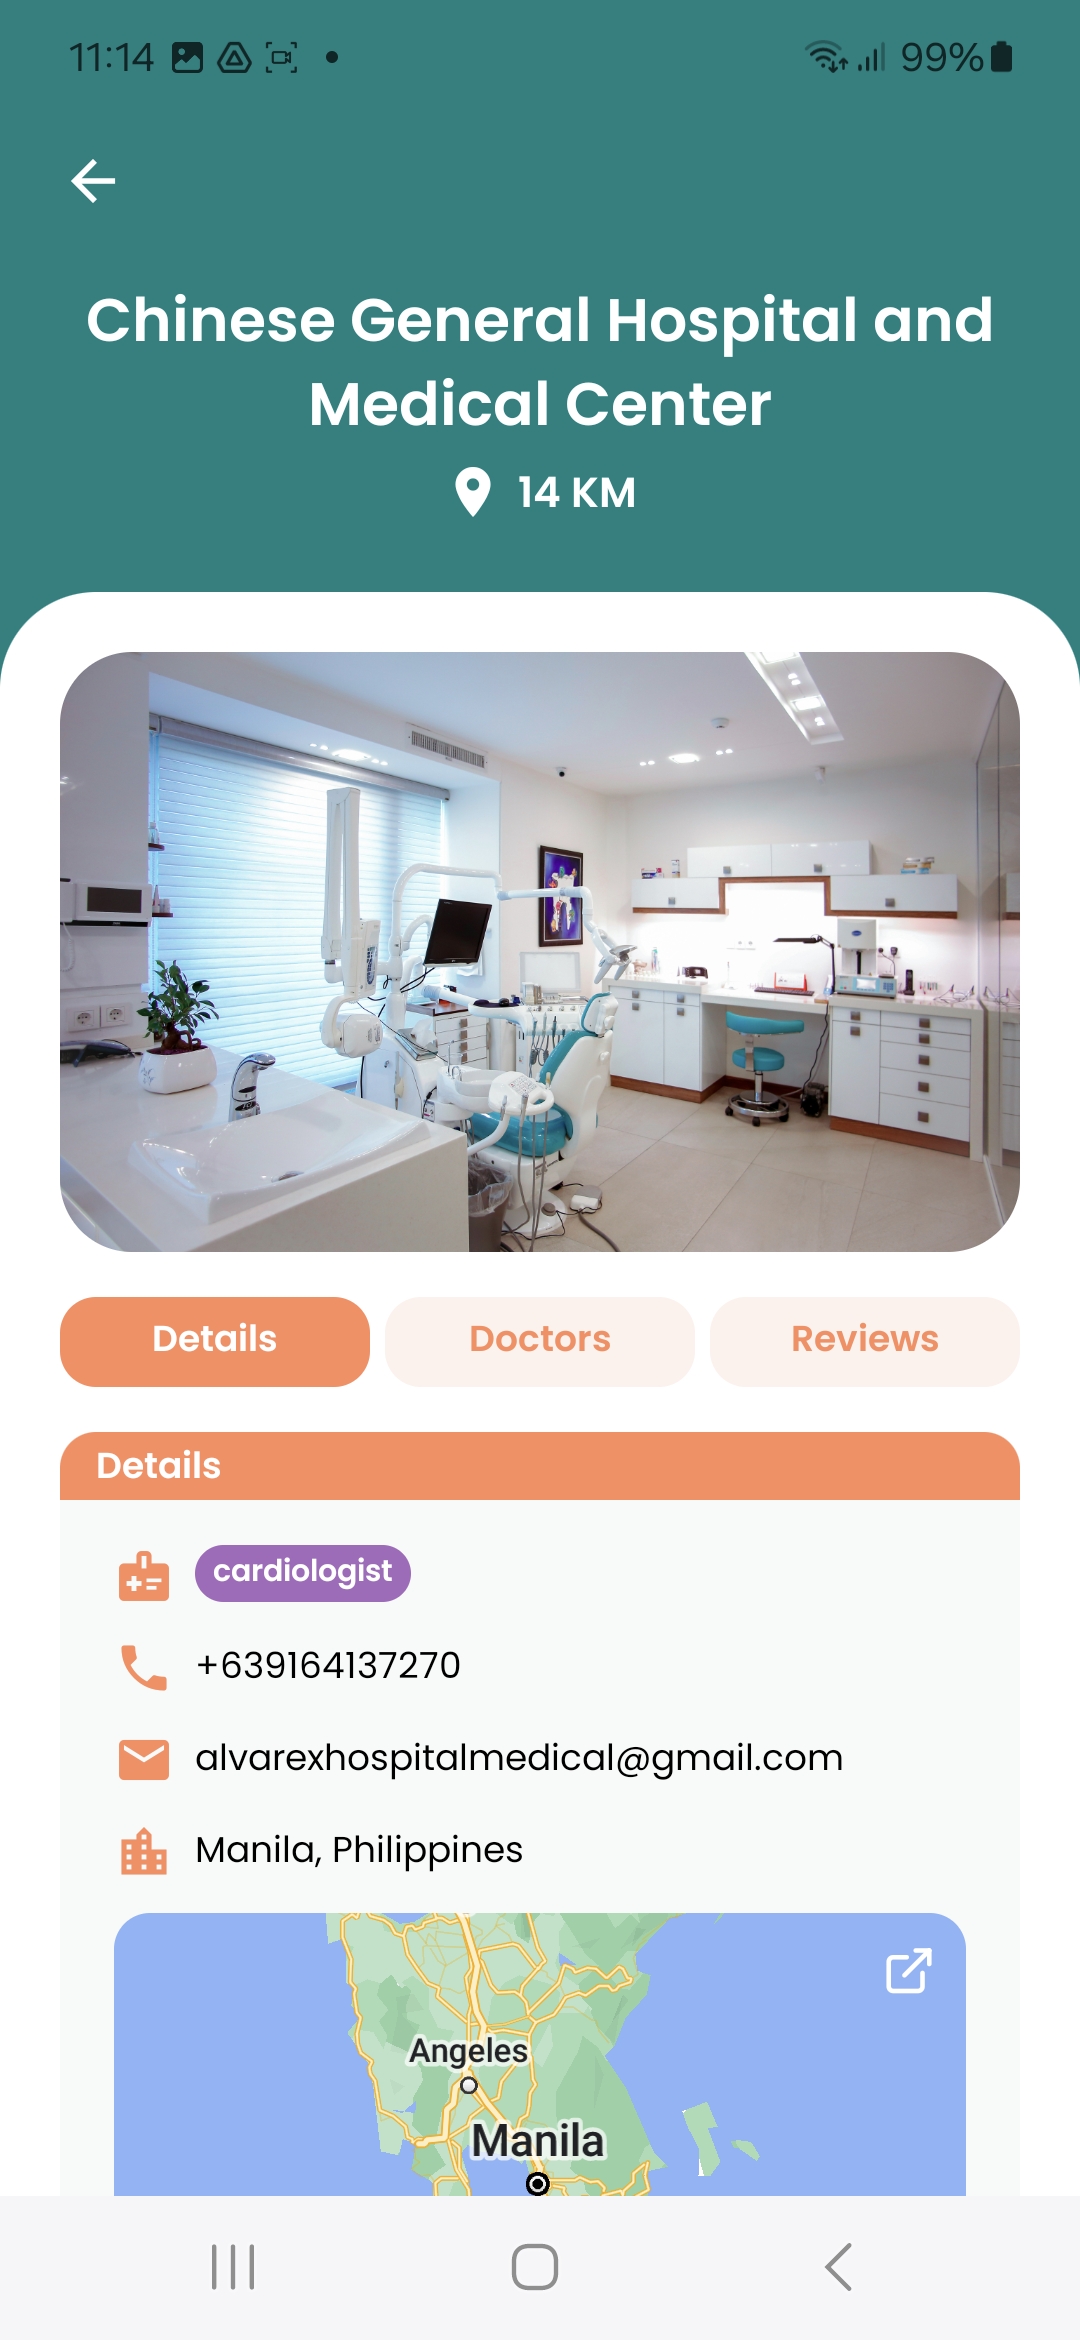 11:14
99%
Chinese General Hospital and
Medical Center
14 KM
Details
Doctors
Reviews
Details
cardiologist
+639164137270
alvarexhospitalmedical@gmail.com
Manila, Philippines
Angeles
Manila